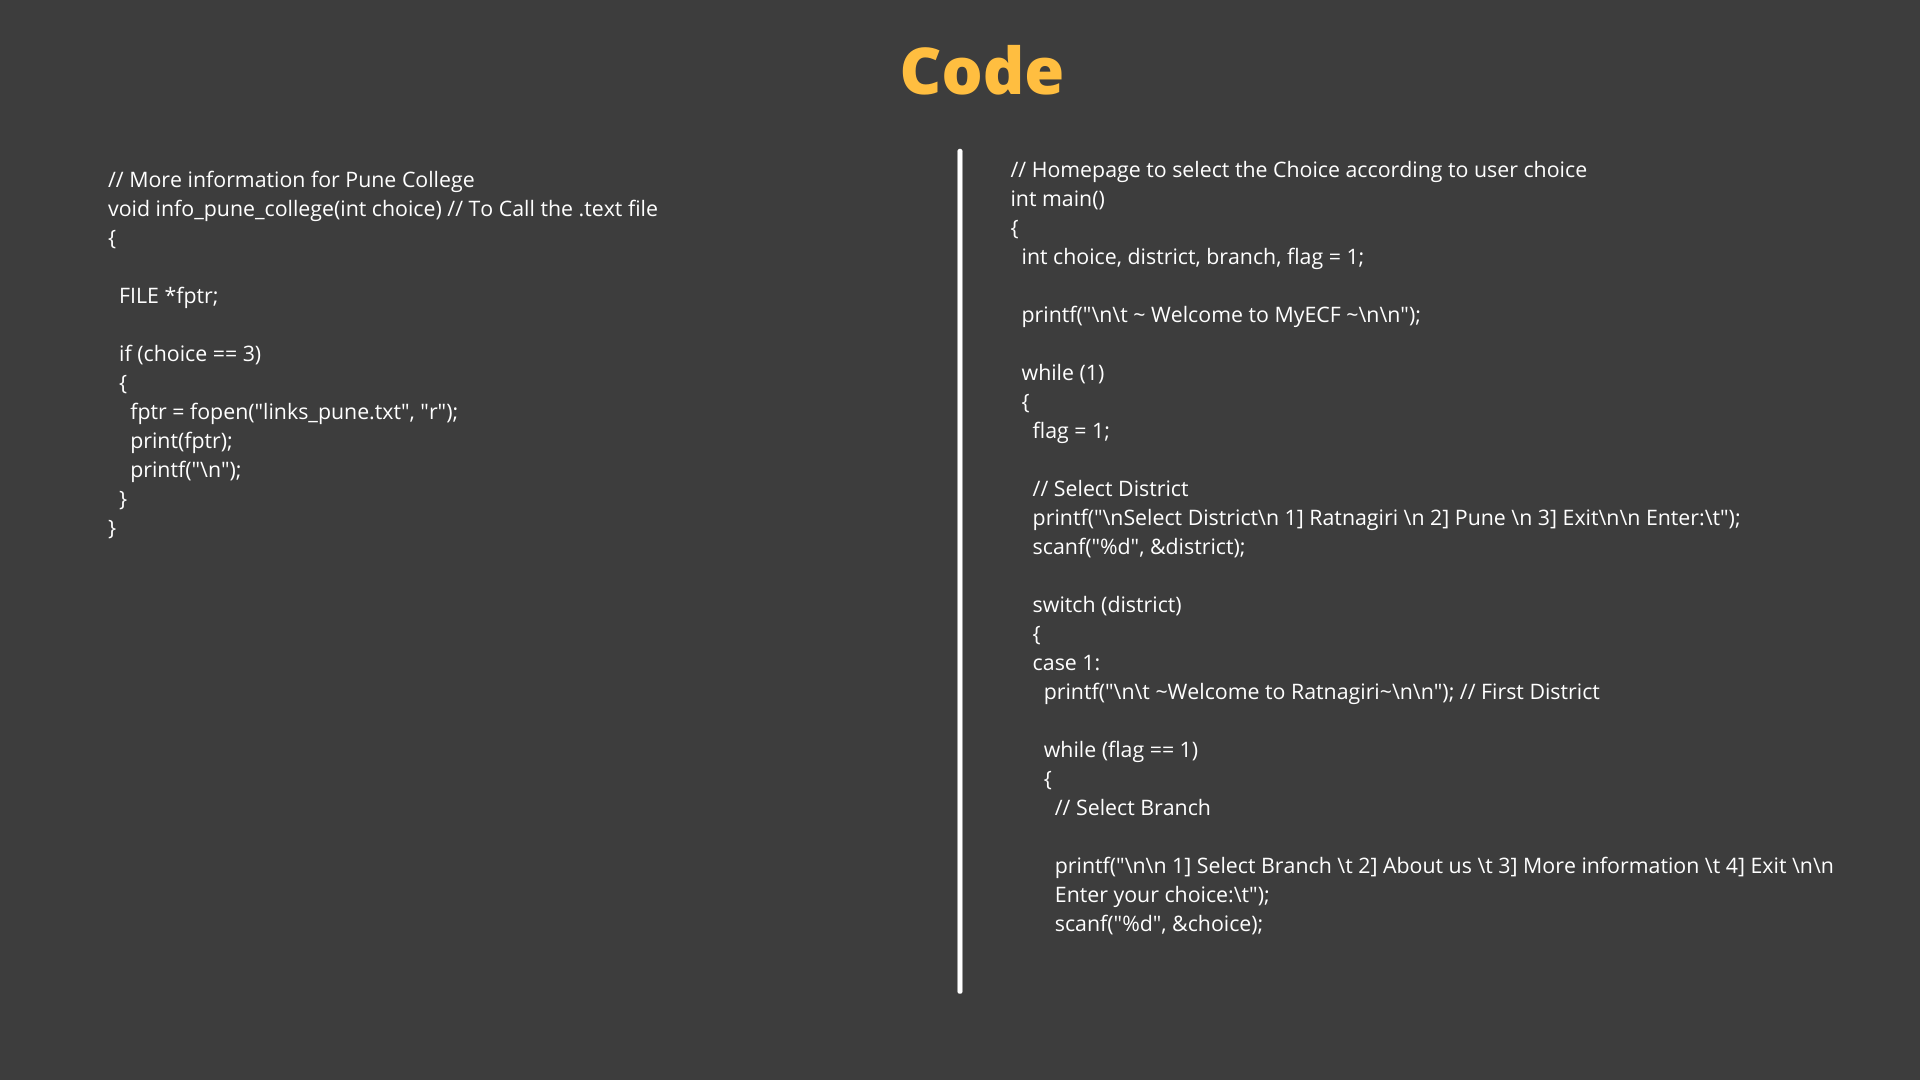 Code
// More information for Pune College
void info_pune_college(int choice) // To Call the .text file
{
FILE *fptr;
if (choice == 3)
{
fptr = fopen("links_pune.txt", "r");
print(fptr);
printf("\n");
}
}
// Homepage to select the Choice according to user choice
int main()
{
int choice, district, branch, flag = 1;
printf("\n\t ~ Welcome to MyECF ~\n\n");
while (1)
{
flag = 1;
// Select District
printf("\nSelect District\n 1] Ratnagiri \n 2] Pune \n 3] Exit\n\n Enter:\t");
scanf("%d", &district);
switch (district)
{
case 1:
printf("\n\t ~Welcome to Ratnagiri~\n\n"); // First District
while (flag == 1)
{
// Select Branch
printf("\n\n 1] Select Branch \t 2] About us \t 3] More information \t 4] Exit \n\n
Enter your choice:\t");
scanf("%d", &choice);